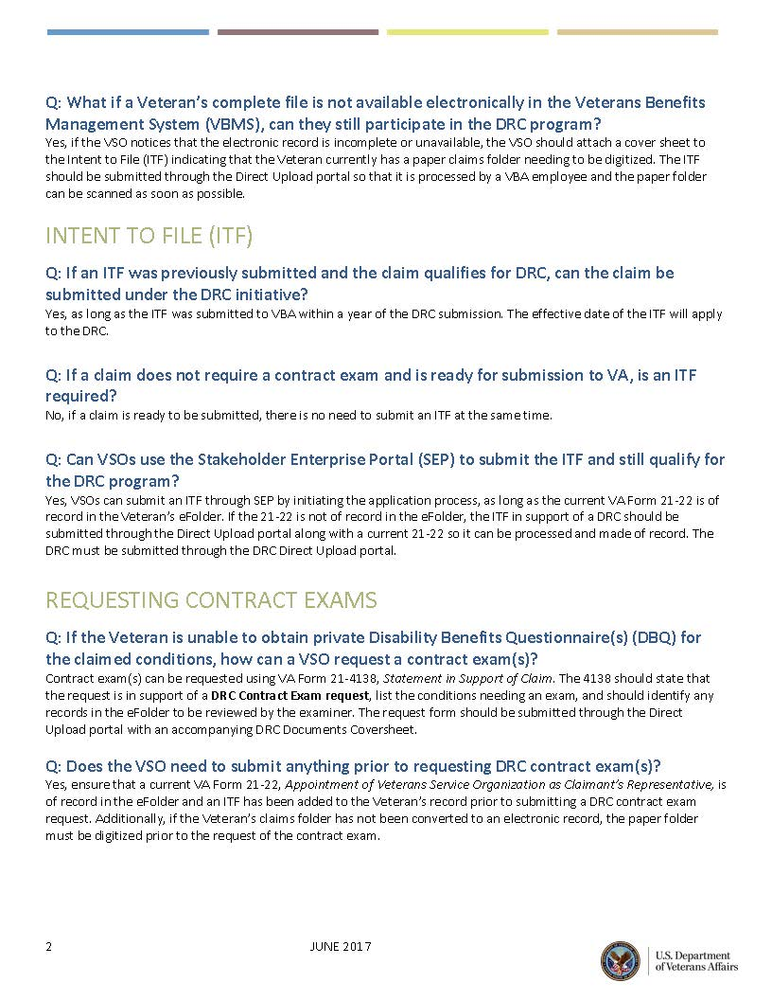 Q: What if a Veteran's complete file is not available electronically in the Veterans Benefits
Management System (VBMS), can they still participate in the DRC program?
Yes, if the VSO notices that the electronic record is incomplete or unavailable, the VSO should attach a cover sheet to
the Intent to File (ITF) indicating that the Veteran currently has a paper claims folder needing to be digitized. The ITF
should be submitted through the Direct Upload portal so that it is processed by a VBA employee and the paper folder
can be scanned as soon as possible.
INTENT TO FILE (ITF)
Q: If an ITF was previously submitted and the claim qualifies for DRC, can the claim be
submitted under the DRC initiative?
Yes, as long as the ITF was submitted to VBA within a year of the DRC submission. The effective date of the ITF will apply
to the DRC.
Q: If a claim does not require a contract exam and is ready for submission to VA, is an ITF
required?
No, if a claim is ready to be submitted, there is no need to submit an ITF at the same time.
Q: Can VSOs use the Stakeholder Enterprise Portal (SEP) to submit the ITF and still qualify for
the DRC program?
Yes, VSOs can submit an ITF through SEP by initiating the application process, as long as the current VA Form 21-22 is of
record in the Veteran's eFolder. If the 21-22 is not of record in the eFolder, the ITF in support of a DRC should be
submitted through the Direct Upload portal along with a current 21-22 so it can be processed and made of record. The
DRC must be submitted through the DRC Direct Upload portal.
REQUESTING CONTRACT EXAMS
Q: If the Veteran is unable to obtain private Disability Benefits Questionnaire(s) (DBQ) for
the claimed conditions, how can a VSO request a contract exam(s)?
Contract exam(s) can be requested using VA Form 21-4138, Statement in Support of Claim. The 4138 should state that
the request is in support of a DRC Contract Exam request, list the conditions needing an exam, and should identify any
records in the eFolder to be reviewed by the examiner. The request form should be submitted through the Direct
Upload portal with an accompanying DRC Documents Coversheet.
Q: Does the VSO need to submit anything prior to requesting DRC contract exam(s)?
Yes, ensure that a current VA Form 21-22, Appointment of Veterans Service Organization as Claimant's Representative, is
of record in the eFolder and an ITF has been added to the Veteran's record prior to submitting a DRC contract exam
request. Additionally, if the Veteran's claims folder has not been converted to an electronic record, the paper folder
must be digitized prior to the request of the contract exam.
2 JUNE 2017
U.S. Department
of Veterans Affairs